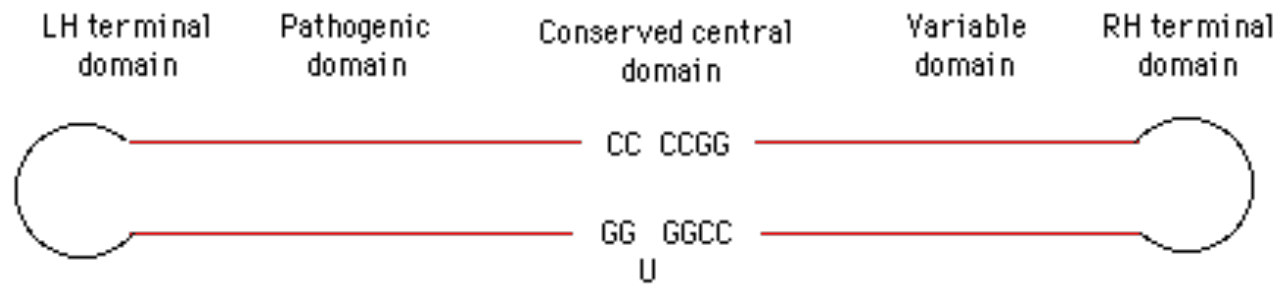 LH terminal domain
Pathogenic domain
Conserved central domain
Variable domain
RH terminal domain
CC CCGG
GG GGCC
U